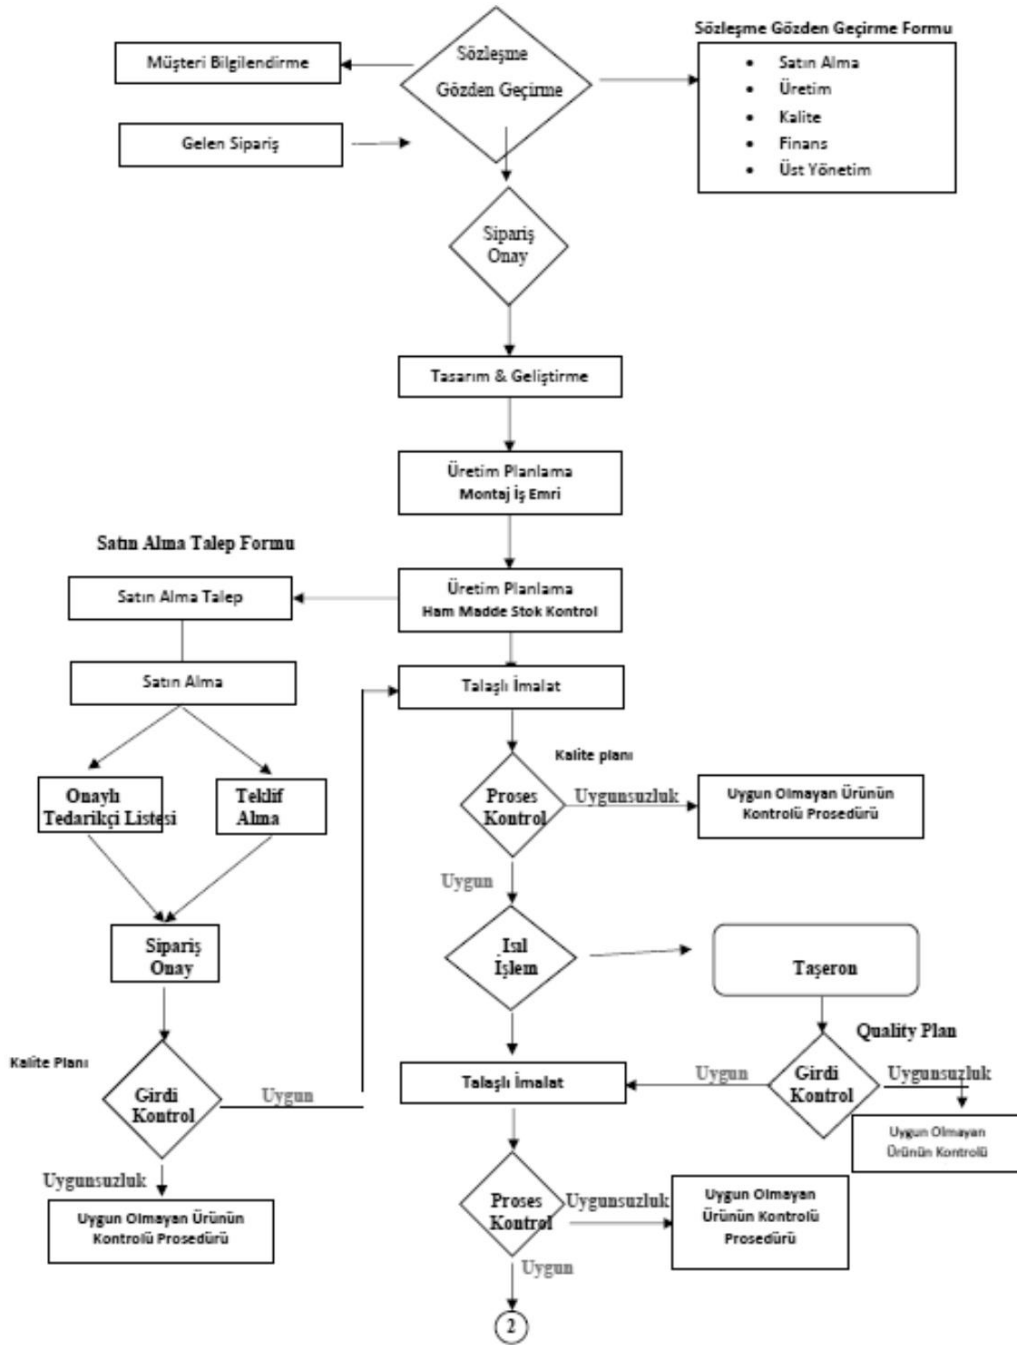 Sözleşme Gözden Geçirme Formu
Müşteri Bilgilendirme
Sözleşme
Gözden Geçirme
• Satın Alma
• Üretim
• Kalite
• Finans
• Üst Yönetim
Gelen Sipariş
Sipariş
Onay
Tasarım & Geliştirme
Üretim Planlama
Montaj İş Emri
Satın Alma Talep Formu
Satın Alma Talep
Üretim Planlama
Ham Madde Stok Kontrol
Satın Alma
Talaşlı İmalat
Kalite planı
Onaylı
Tedarikçi Listesi
Teklif
Alma
Proses
Kontrol
Uygunsuzluk
Uygun Olmayan Ürünün
Kontrolü Prosedürü
Uygun
Sipariş
Onay
Isıl
İşlem
Taşeron
Quality Plan
Kalite Planı
Girdi
Kontrol
Uygun
Talaşlı İmalat
Uygun
Girdi
Kontrol
Uygunsuzluk
Uygun Olmayan
Ürünün Kontrolü
Uygunsuzluk
Uygun Olmayan Ürünün
Kontrolü Prosedürü
Proses
Kontrol
Uygunsuzluk
Uygun Olmayan
Ürünün Kontrolü
Prosedürü
Uygun
2